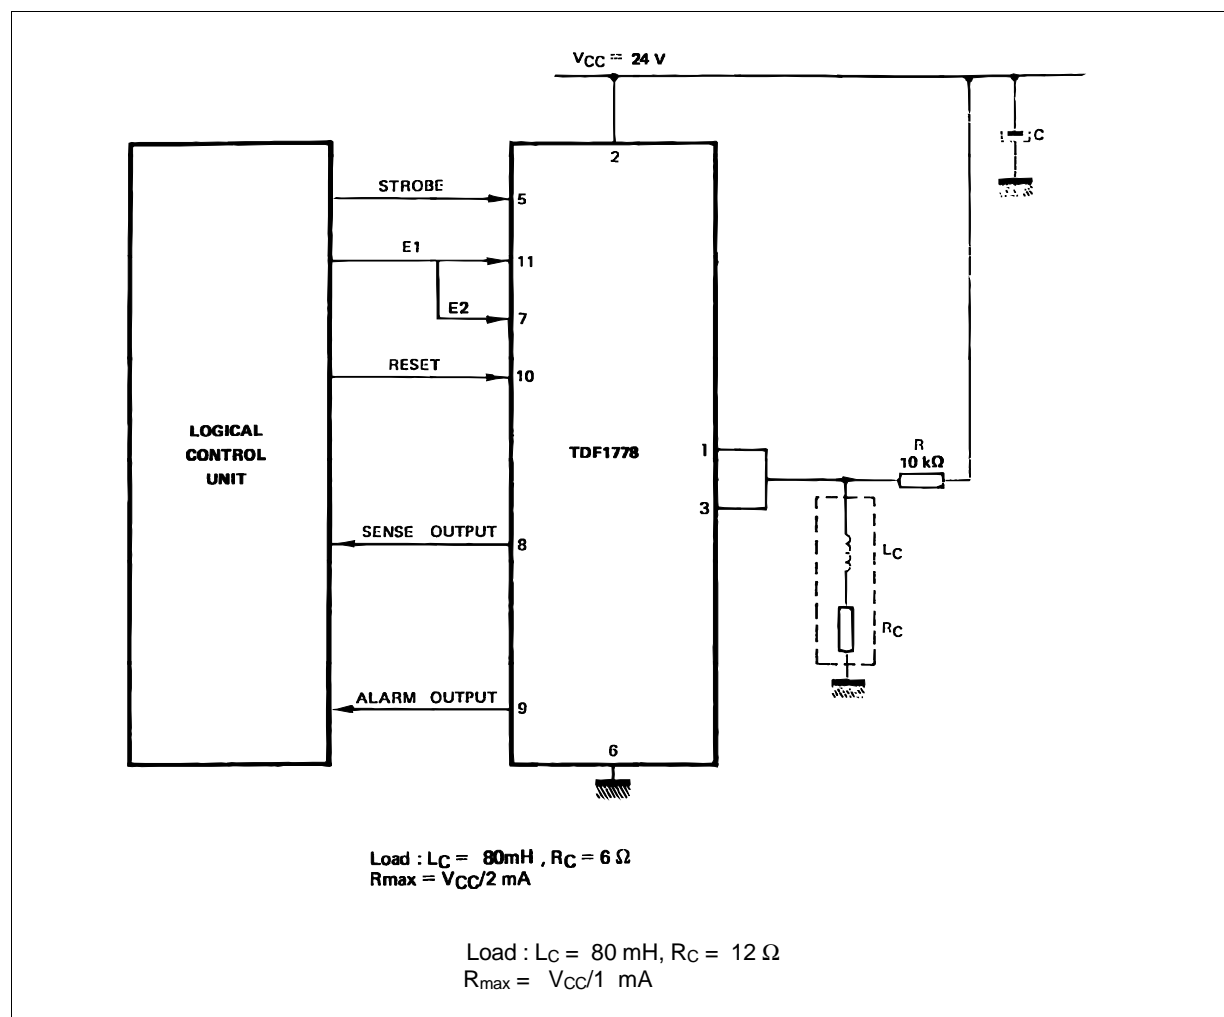 VCC = 24 V
C
2
STROBE
5
E1
11
E2
7
RESET
10
LOGICAL
CONTROL
UNIT
TDF1778
1
R
10 kΩ
3
SENSE OUTPUT
8
LC
RC
ALARM OUTPUT
9
6
Load : LC = 80mH , RC = 6 Ω
Rmax = VCC/2 mA
Load : LC = 80 mH, RC = 12 Ω
Rmax = VCC/1 mA